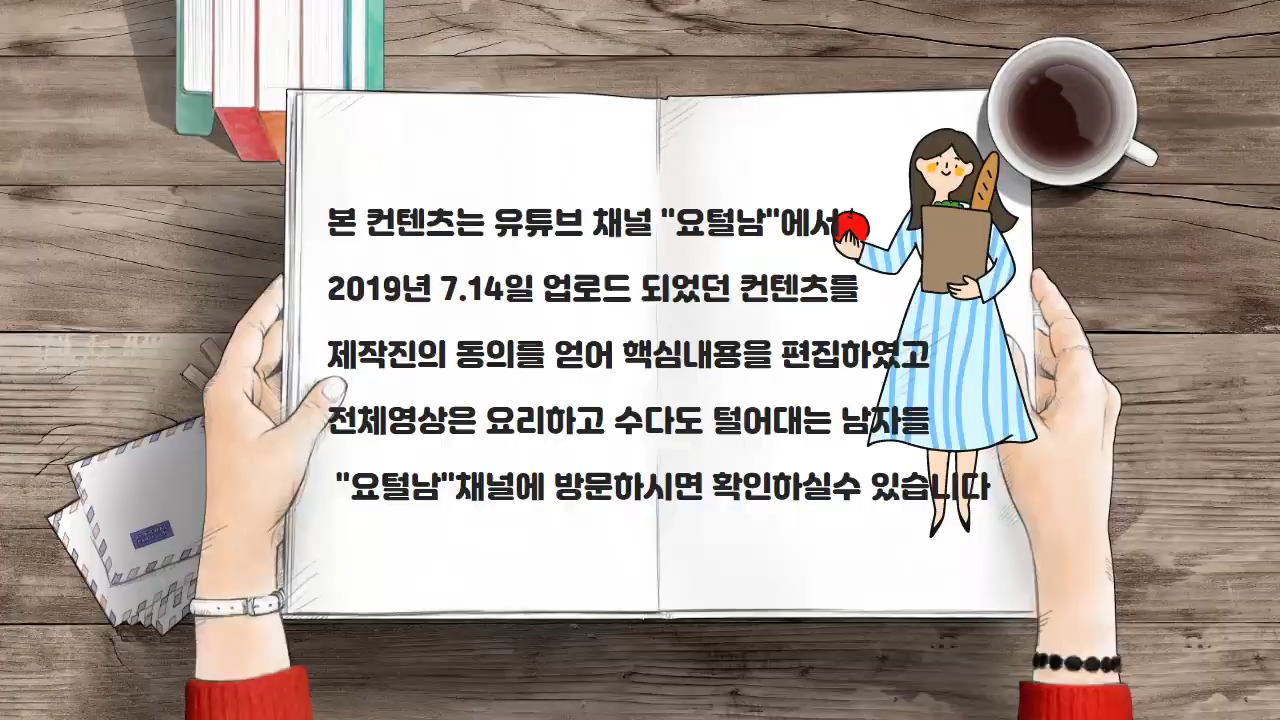 본 컨텐츠는 유튜브 채널 "요털남"에서
2019년 7.14일 업로드 되었던 컨텐츠를
제작진의 동의를 얻어 핵심내용을 편집하였고
전체영상은 요리하고 수다도 털어대는 남자들
"요털남"채널에 방문하시면 확인하실수 있습니다